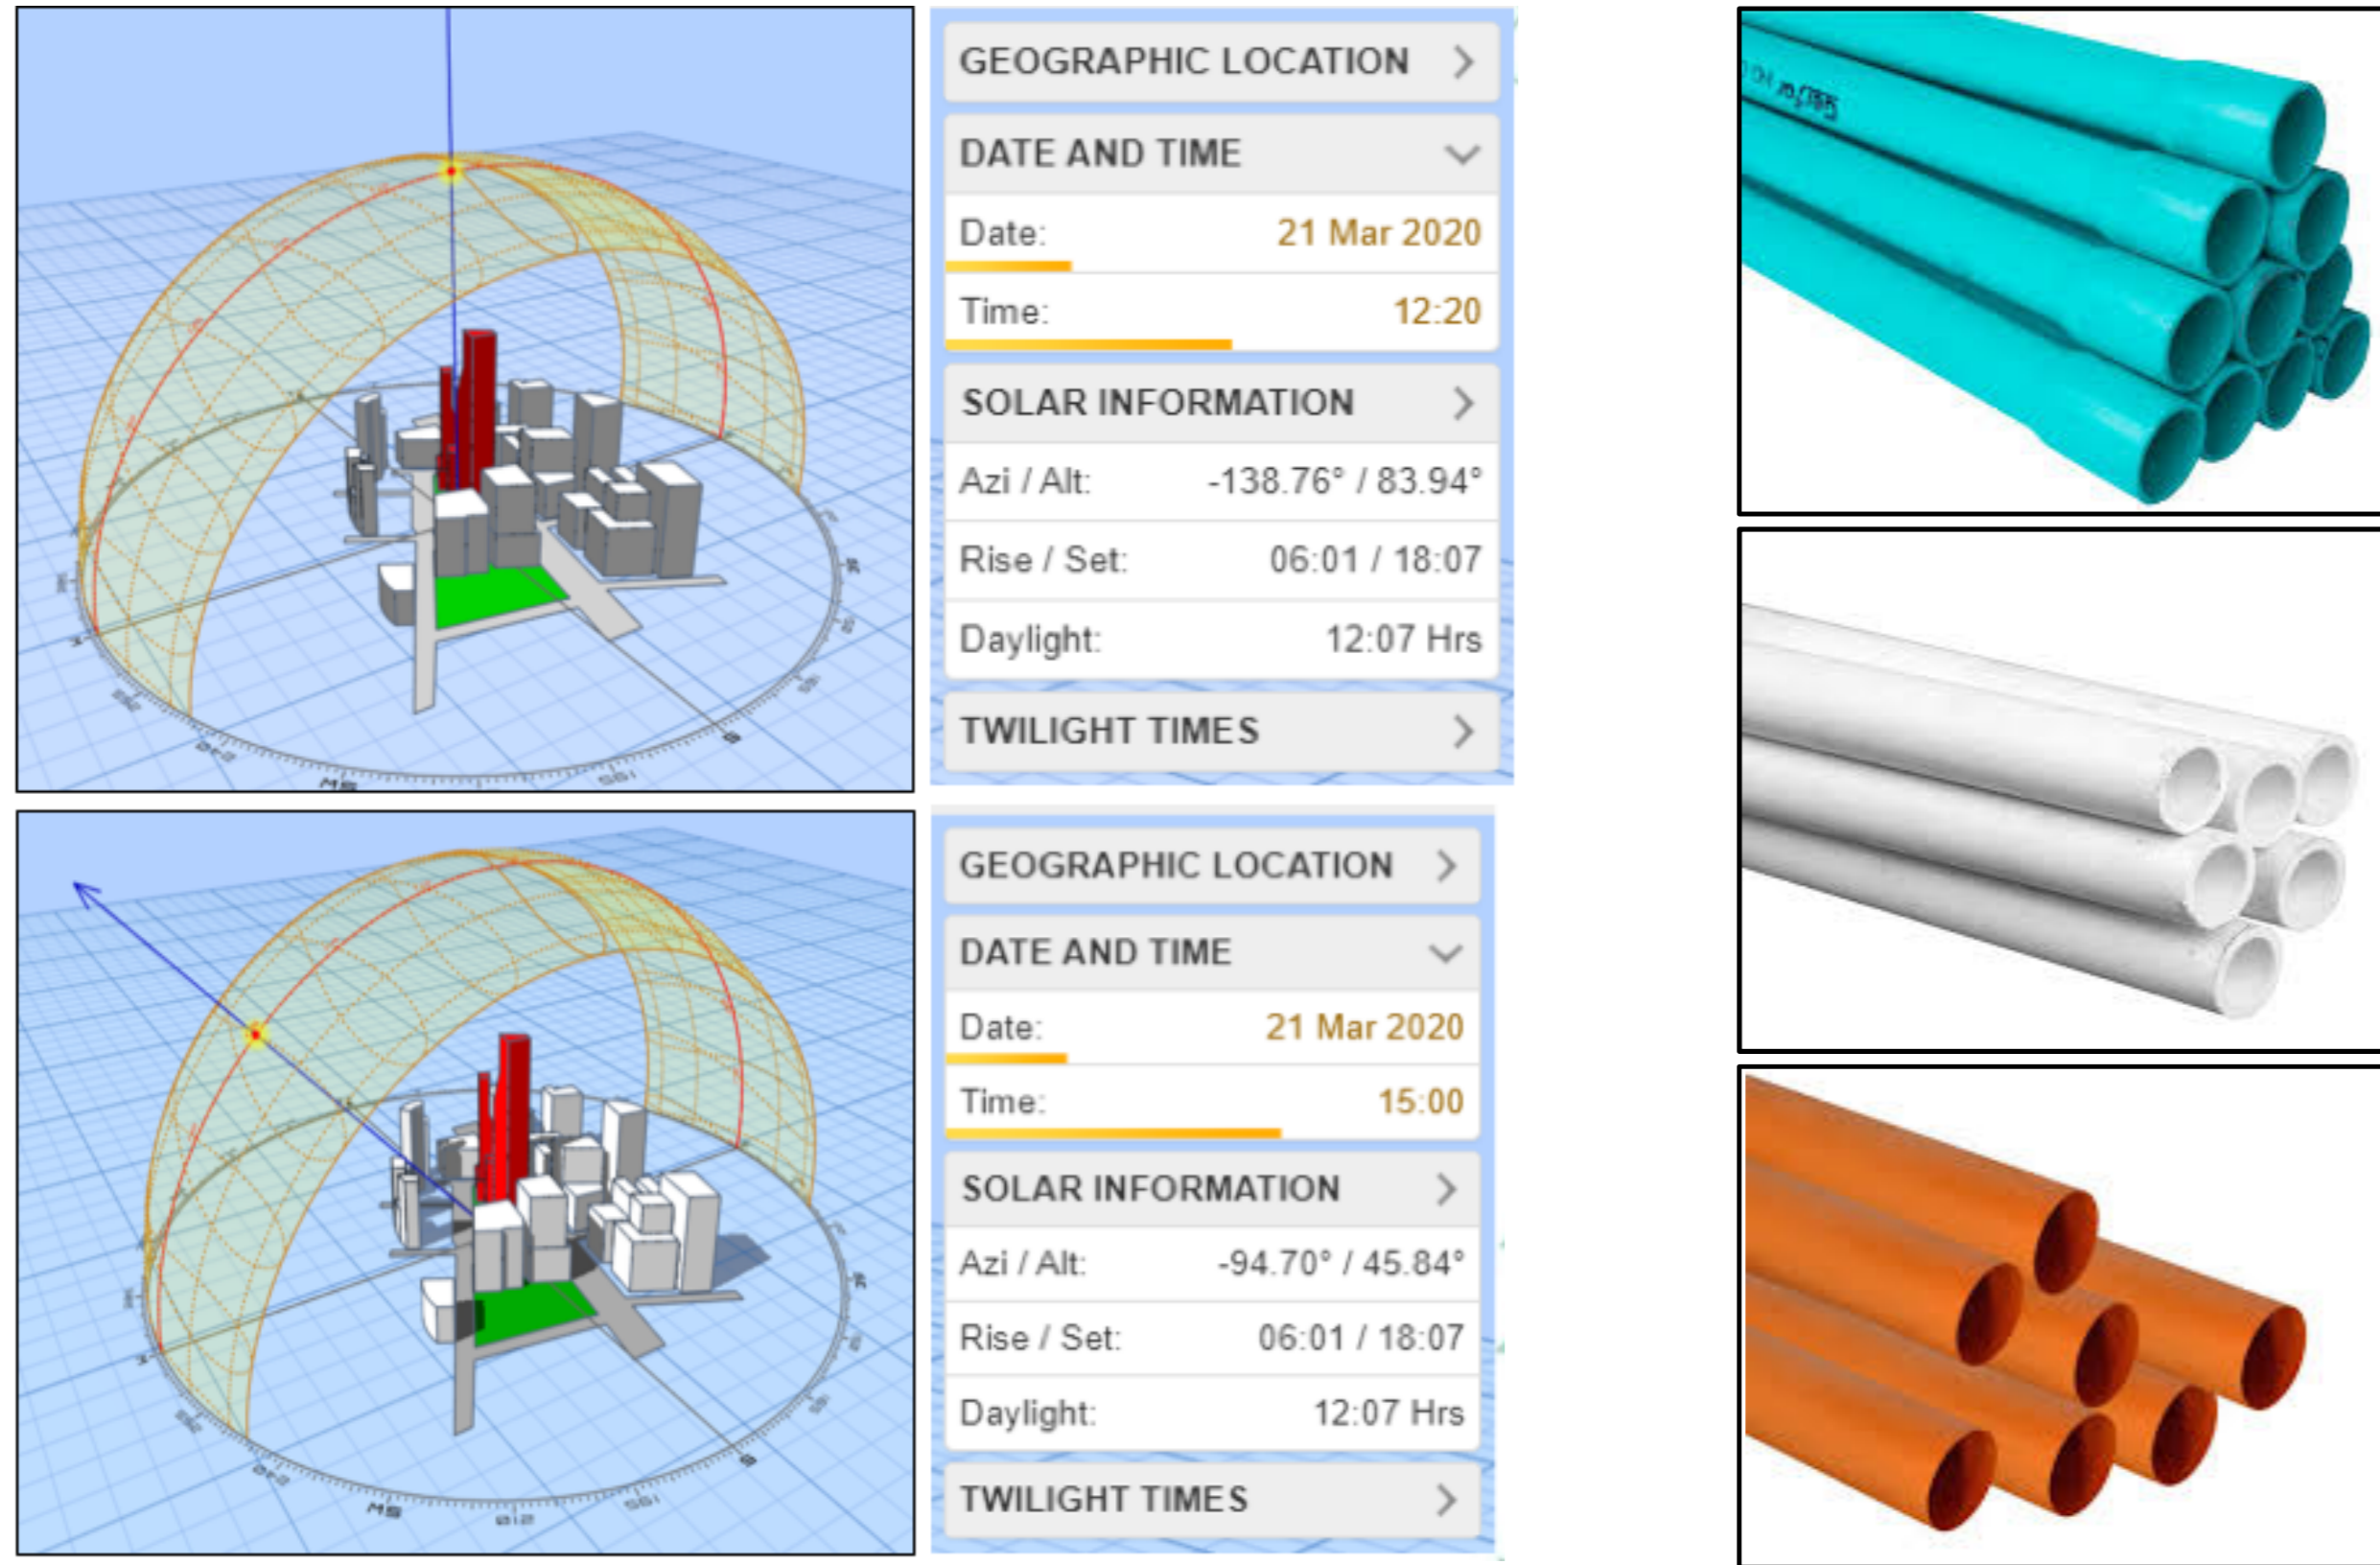 GEOGRAPHIC LOCATION
DATE AND TIME
Date: 21 Mar 2020
Time: 12:20
SOLAR INFORMATION
Azi / Alt: -138.76° / 83.94°
Rise / Set: 06:01 / 18:07
Daylight: 12:07 Hrs
TWILIGHT TIMES
GEOGRAPHIC LOCATION
DATE AND TIME
Date: 21 Mar 2020
Time: 15:00
SOLAR INFORMATION
Azi / Alt: -94.70° / 45.84°
Rise / Set: 06:01 / 18:07
Daylight: 12:07 Hrs
TWILIGHT TIMES